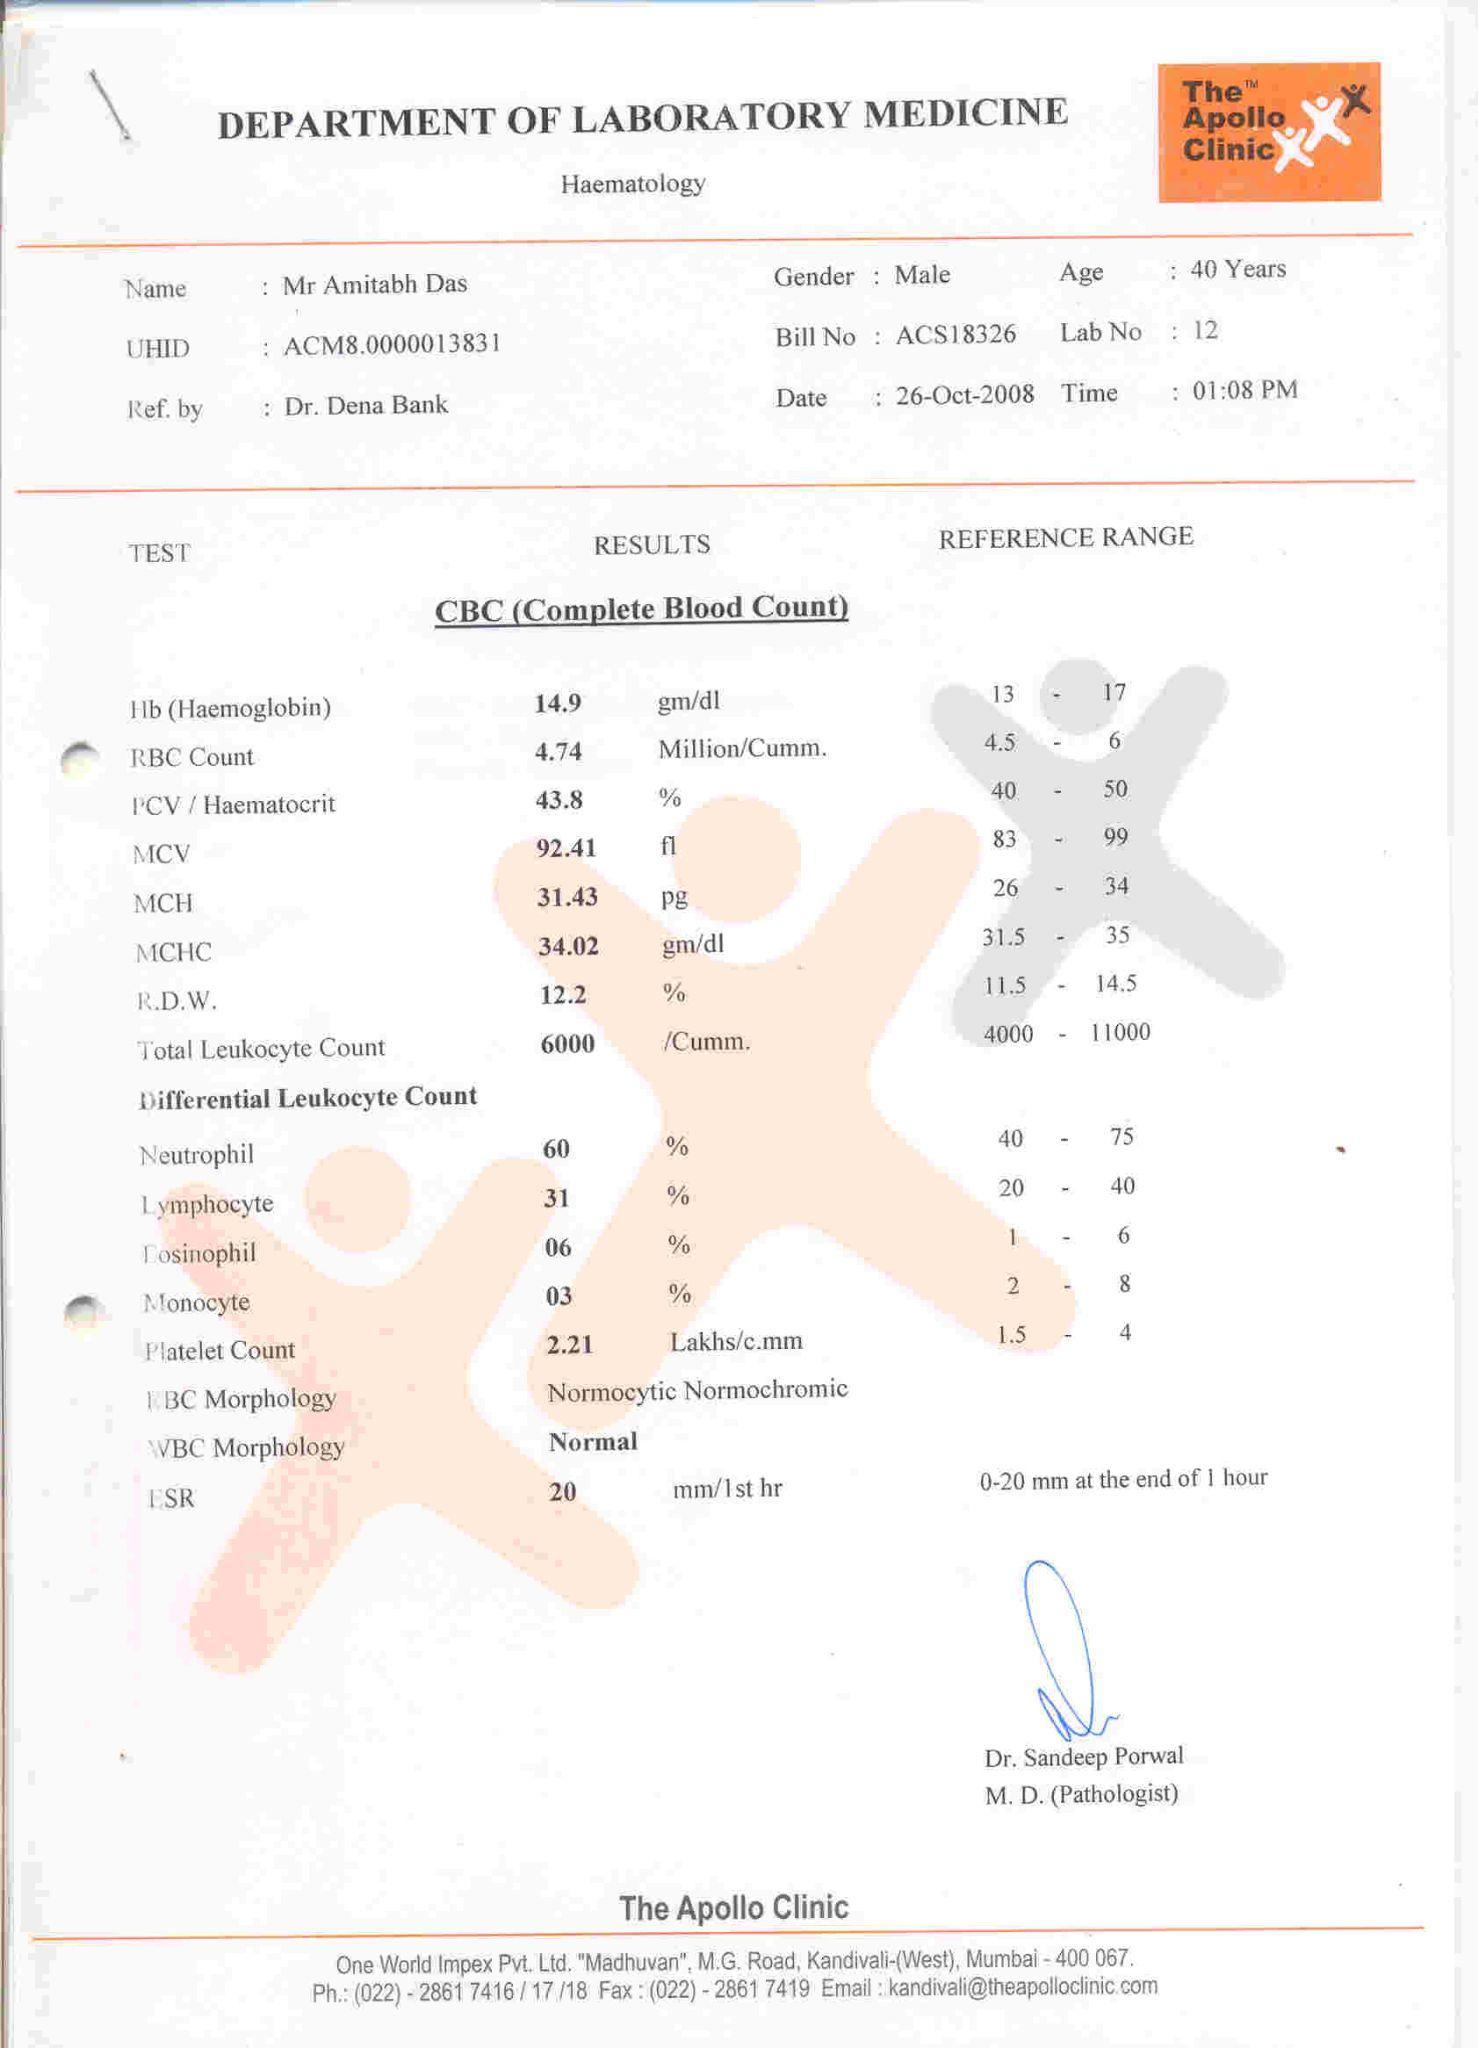 DEPARTMENT OF LABORATORY MEDICINE
The™
Apollo
Clinic
Haematology
Name : Mr Amitabh Das Gender : Male Age : 40 Years
UHID : ACM8.0000013831 Bill No : ACS18326 Lab No : 12
Ref. by : Dr. Dena Bank Date : 26-Oct-2008 Time : 01:08 PM
TEST RESULTS REFERENCE RANGE
CBC (Complete Blood Count)
Hb (Haemoglobin) 14.9 gm/dl 13 - 17
RBC Count 4.74 Million/Cumm. 4.5 - 6
PCV / Haematocrit 43.8 % 40 - 50
MCV 92.41 fl 83 - 99
MCH 31.43 pg 26 - 34
MCHC 34.02 gm/dl 31.5 - 35
R.D.W. 12.2 % 11.5 - 14.5
Total Leukocyte Count 6000 /Cumm. 4000 - 11000
Differential Leukocyte Count
Neutrophil 60 % 40 - 75
Lymphocyte 31 % 20 - 40
Eosinophil 06 % 1 - 6
Monocyte 03 % 2 - 8
Platelet Count 2.21 Lakhs/c.mm 1.5 - 4
RBC Morphology Normocytic Normochromic
WBC Morphology Normal
ESR 20 mm/1st hr 0-20 mm at the end of 1 hour
Dr. Sandeep Porwal
M. D. (Pathologist)
The Apollo Clinic
One World Impex Pvt. Ltd. "Madhuvan", M.G. Road, Kandivali-(West), Mumbai - 400 067.
Ph.: (022) - 2861 7416 / 17 /18 Fax : (022) - 2861 7419 Email : kandivali@theapolloclinic.com